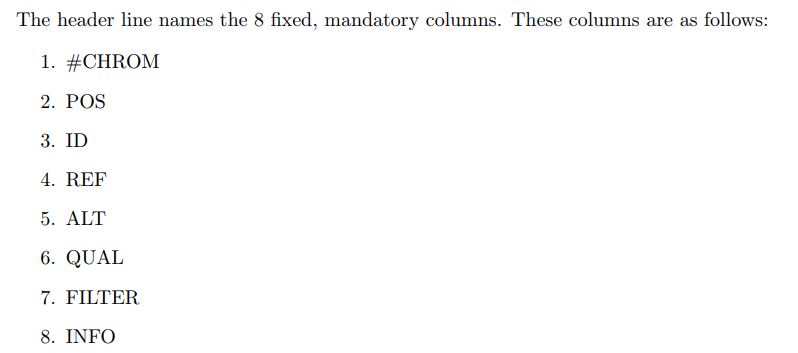 The header line names the 8 fixed, mandatory columns. These columns are as follows:
1. #CHROM
2. POS
3. ID
4. REF
5. ALT
6. QUAL
7. FILTER
8. INFO